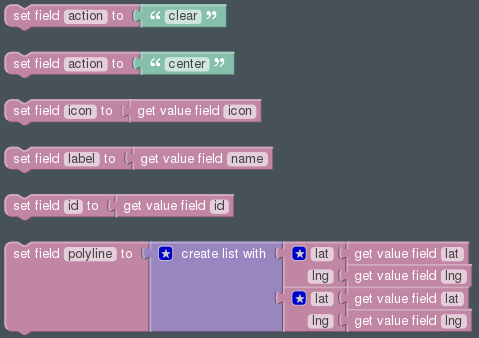 set field action to “ clear ”
set field action to “ center ”
set field icon to get value field icon
set field label to get value field name
set field id to get value field id
set field polyline to create list with lat get value field lat
lng get value field lng
lat get value field lat
lng get value field lng